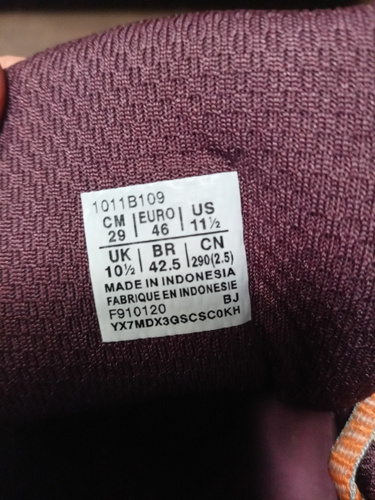 1011B109
CM EURO US
29 46 11½
UK BR CN
10½ 42.5 290(2.5)
MADE IN INDONESIA
FABRIQUE EN INDONESIE
F910120 BJ
YX7MDX3GSCSC0KH